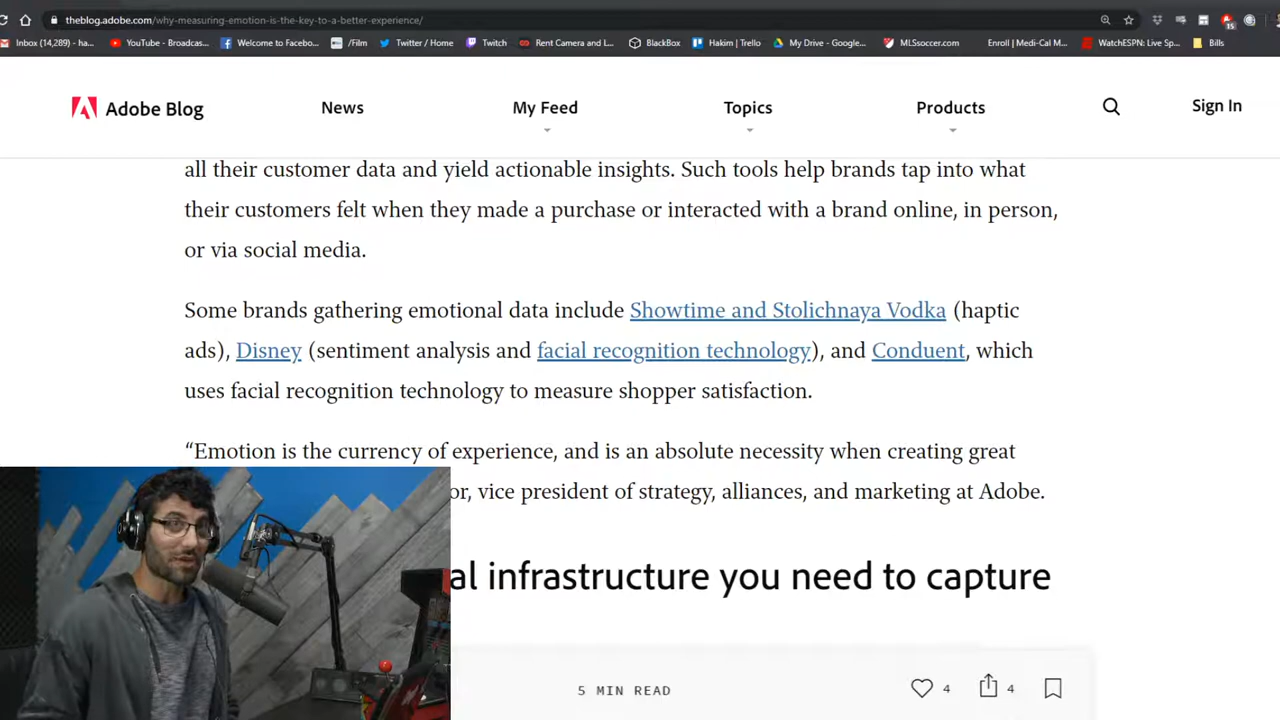 theblog.adobe.com/why-measuring-emotion-is-the-key-to-a-better-experience/
Inbox (14,289) - ha... YouTube - Broadcas... Welcome to Facebo... /Film Twitter / Home Twitch Rent Camera and L... BlackBox Hakim | Trello My Drive - Google... MLSsoccer.com Enroll | Medi-Cal M... WatchESPN: Live Sp... Bills
Adobe Blog News My Feed Topics Products Sign In
all their customer data and yield actionable insights. Such tools help brands tap into what
their customers felt when they made a purchase or interacted with a brand online, in person,
or via social media.
Some brands gathering emotional data include Showtime and Stolichnaya Vodka (haptic
ads), Disney (sentiment analysis and facial recognition technology), and Conduent, which
uses facial recognition technology to measure shopper satisfaction.
“Emotion is the currency of experience, and is an absolute necessity when creating great
or, vice president of strategy, alliances, and marketing at Adobe.
al infrastructure you need to capture
5 MIN READ 4 4